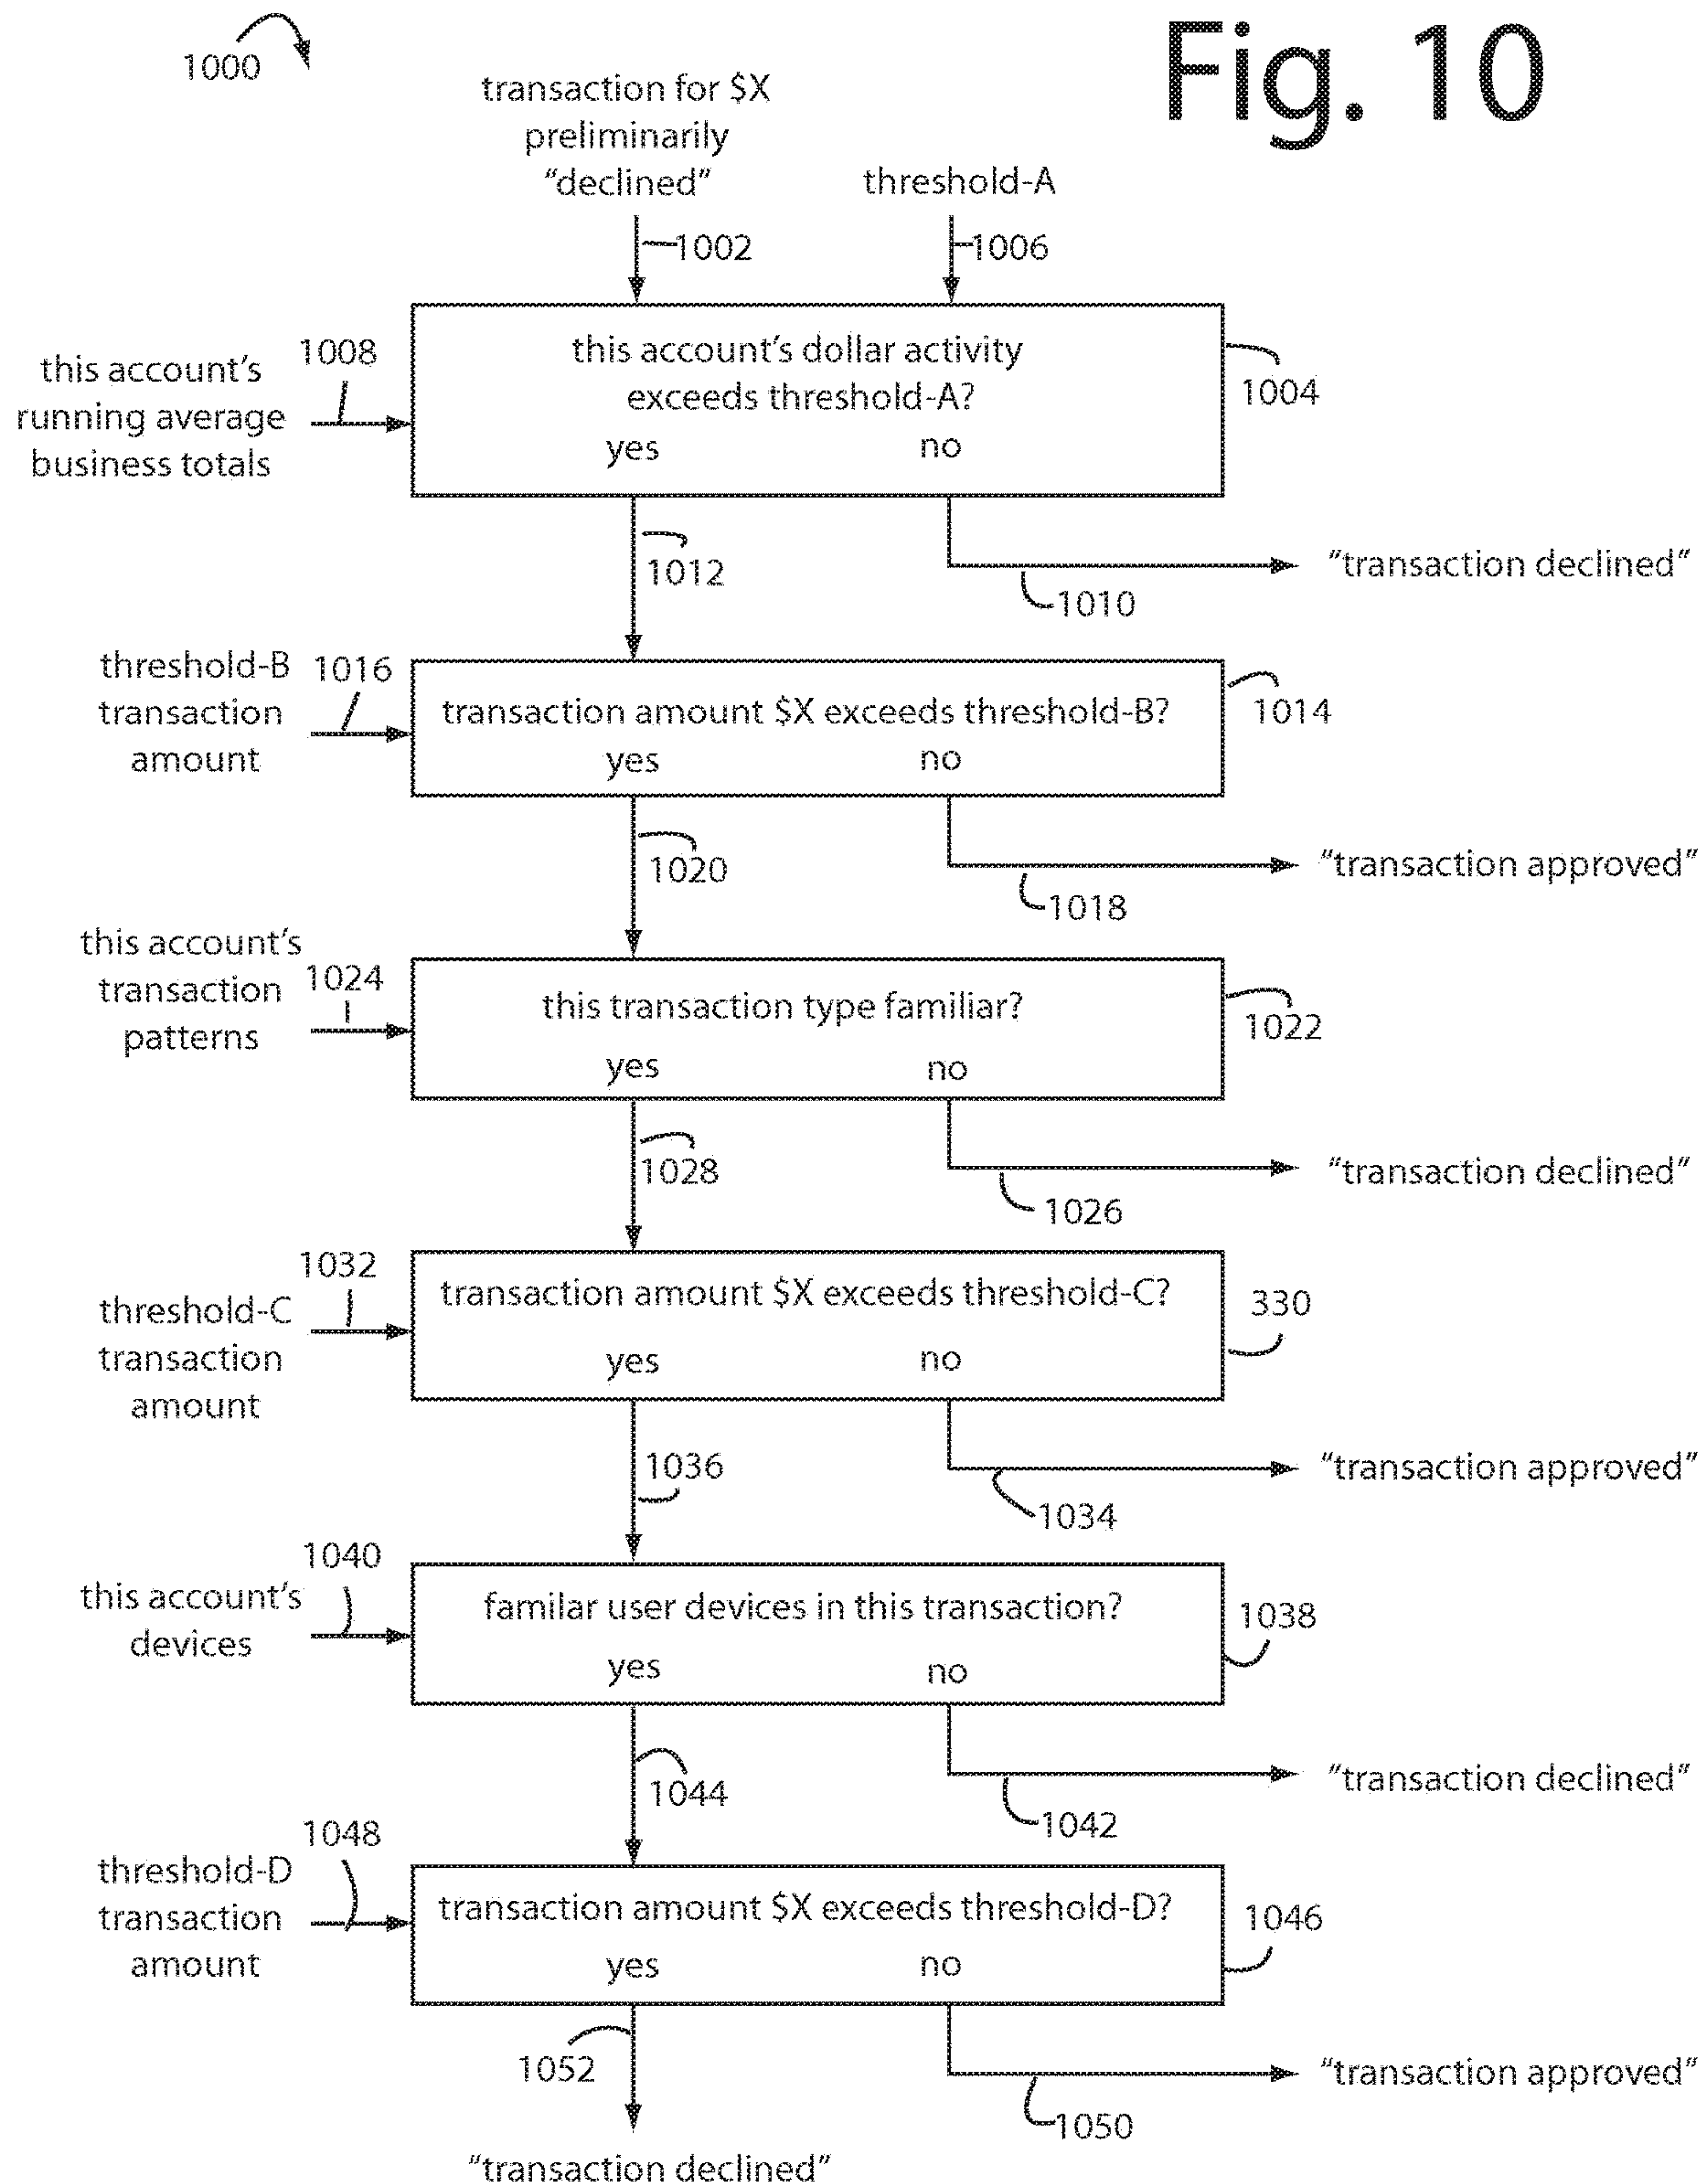 Fig. 10
1000
transaction for $X
preliminarily
“declined”
threshold-A
1002
1006
this account’s
running average
business totals
1008
this account’s dollar activity
exceeds threshold-A?
yes no
1004
1012
“transaction declined”
1010
threshold-B
transaction
amount
1016
transaction amount $X exceeds threshold-B?
yes no
1014
1020
“transaction approved”
1018
this account’s
transaction
patterns
1024
this transaction type familiar?
yes no
1022
1028
“transaction declined”
1026
threshold-C
transaction
amount
1032
transaction amount $X exceeds threshold-C?
yes no
330
1036
“transaction approved”
1034
this account’s
devices
1040
familar user devices in this transaction?
yes no
1038
1044
“transaction declined”
1042
threshold-D
transaction
amount
1048
transaction amount $X exceeds threshold-D?
yes no
1046
1052
“transaction approved”
1050
“transaction declined”